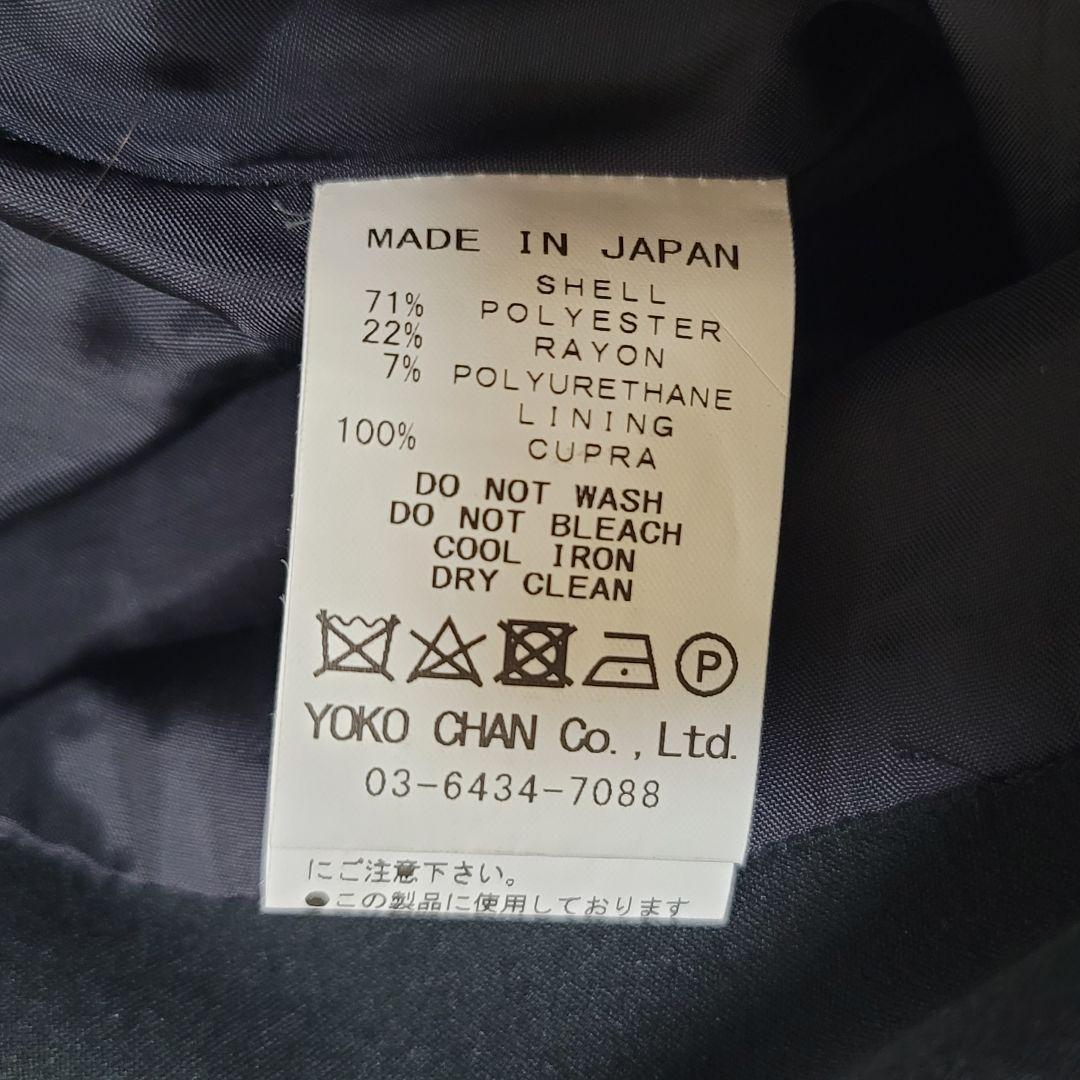 MADE IN JAPAN
SHELL
71% POLYESTER
22% RAYON
7% POLYURETHANE
LINING
100% CUPRA
DO NOT WASH
DO NOT BLEACH
COOL IRON
DRY CLEAN
P
YOKO CHAN Co.,Ltd.
03-6434-7088
にご注意下さい。
●この製品に使用しております